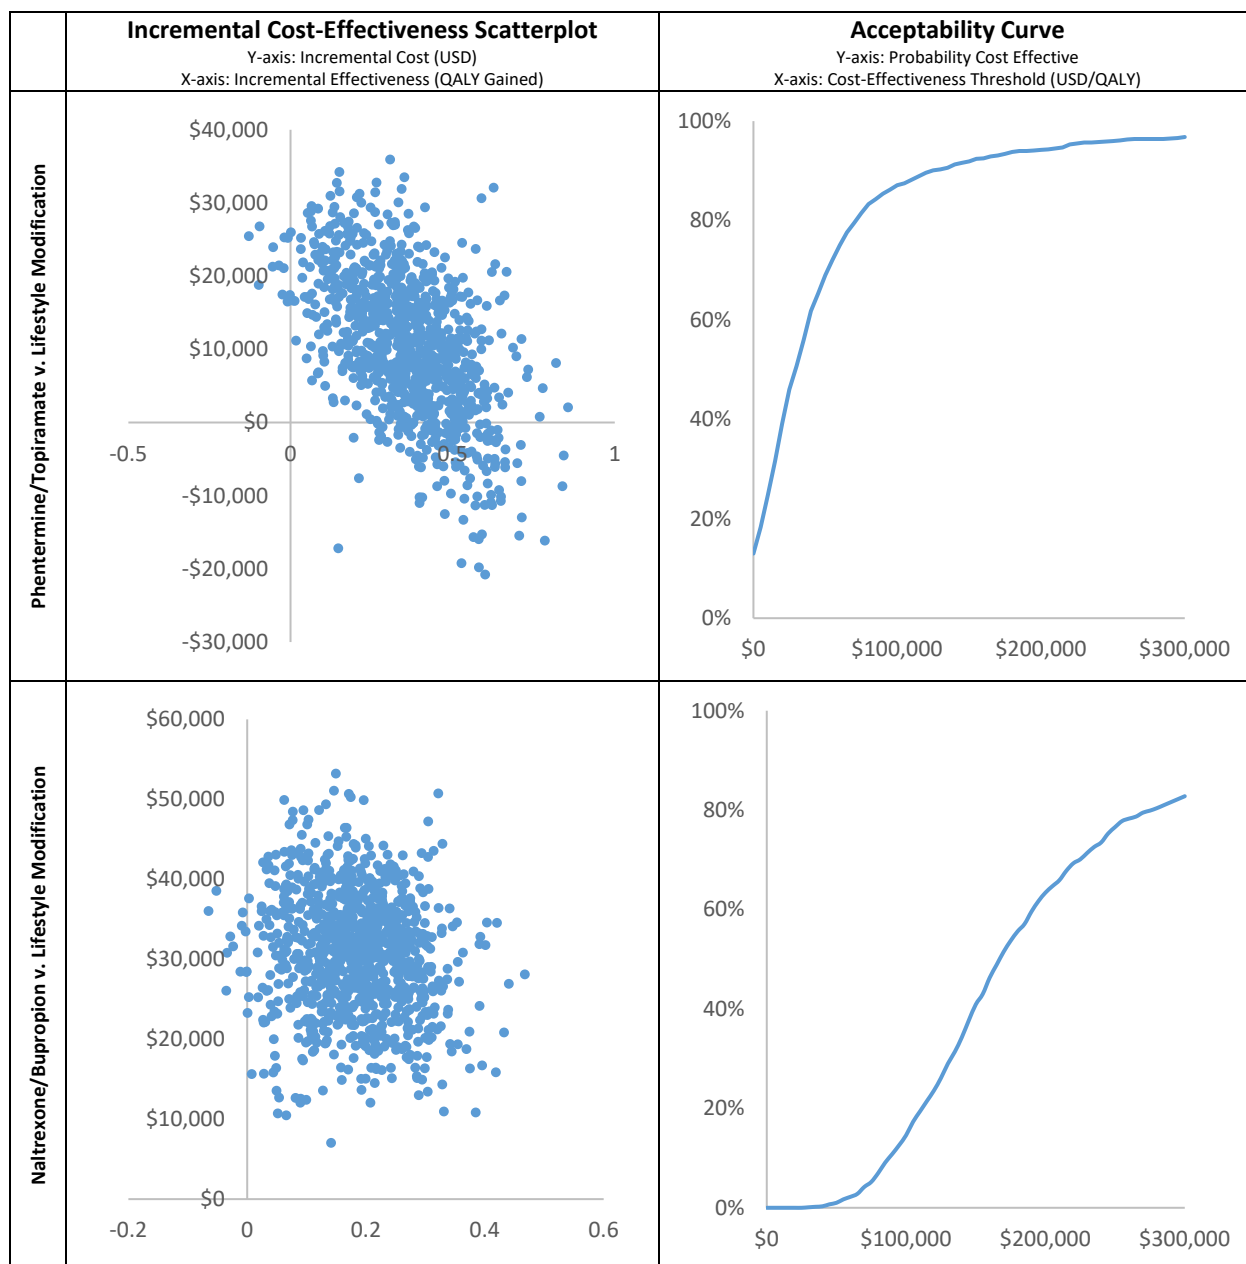 Incremental Cost-Effectiveness Scatterplot
Y-axis: Incremental Cost (USD)
X-axis: Incremental Effectiveness (QALY Gained)
Acceptability Curve
Y-axis: Probability Cost Effective
X-axis: Cost-Effectiveness Threshold (USD/QALY)
Phentermine/Topiramate v. Lifestyle Modification
$40,000
$30,000
$20,000
$10,000
$0
-$10,000
-$20,000
-$30,000
-0.5 0 0.5 1
100%
80%
60%
40%
20%
0%
$0 $100,000 $200,000 $300,000
Naltrexone/Bupropion v. Lifestyle Modification
$60,000
$50,000
$40,000
$30,000
$20,000
$10,000
$0
-0.2 0 0.2 0.4 0.6
100%
80%
60%
40%
20%
0%
$0 $100,000 $200,000 $300,000